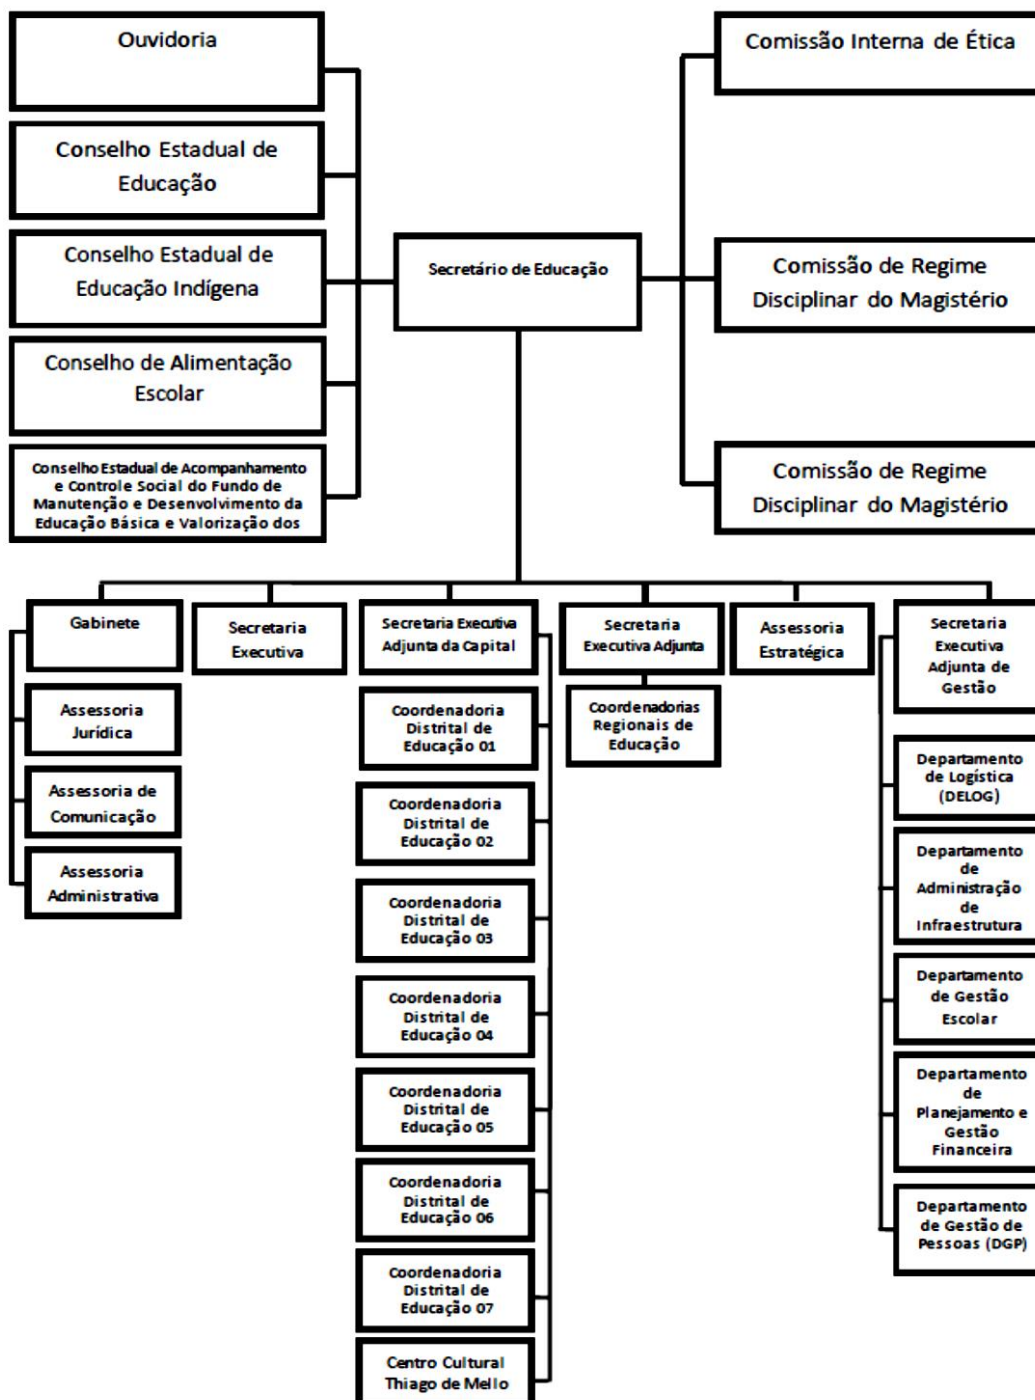 Ouvidoria
Conselho Estadual de
Educação
Conselho Estadual de
Educação Indígena
Conselho de Alimentação
Escolar
Conselho Estadual de Acompanhamento
e Controle Social do Fundo de
Manutenção e Desenvolvimento da
Educação Básica e Valorização dos
Secretário de Educação
Comissão Interna de Ética
Comissão de Regime
Disciplinar do Magistério
Comissão de Regime
Disciplinar do Magistério
Gabinete
Assessoria
Jurídica
Assessoria de
Comunicação
Assessoria
Administrativa
Secretaria
Executiva
Secretaria Executiva
Adjunta da Capital
Coordenadoria
Distrital de
Educação 01
Coordenadoria
Distrital de
Educação 02
Coordenadoria
Distrital de
Educação 03
Coordenadoria
Distrital de
Educação 04
Coordenadoria
Distrital de
Educação 05
Coordenadoria
Distrital de
Educação 06
Coordenadoria
Distrital de
Educação 07
Centro Cultural
Thiago de Mello
Secretaria
Executiva Adjunta
Coordenadorias
Regionais de
Educação
Assessoria
Estratégica
Secretaria
Executiva
Adjunta de
Gestão
Departamento
de Logística
(DELOG)
Departamento
de
Administração
de
Infraestrutura
Departamento
de Gestão
Escolar
Departamento
de
Planejamento e
Gestão
Financeira
Departamento
de Gestão de
Pessoas (DGP)